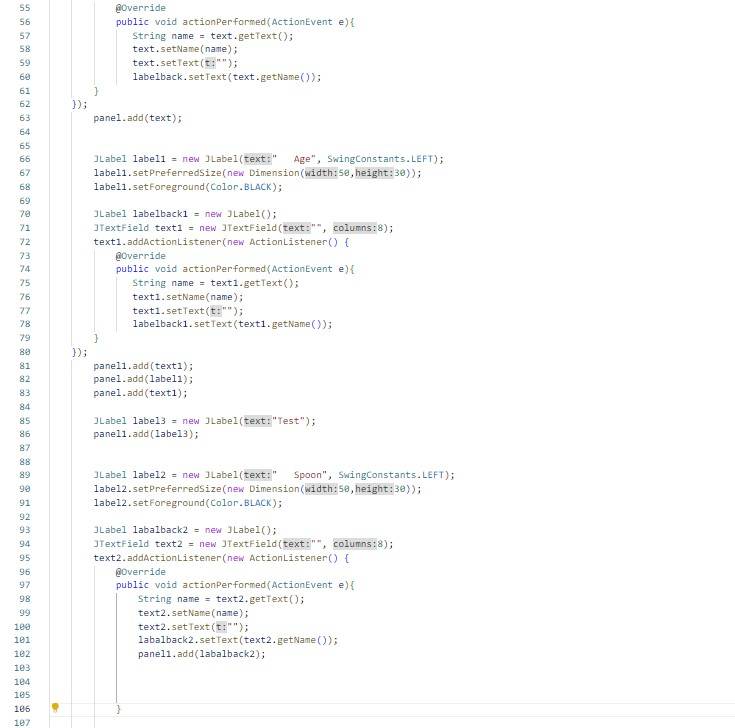 55 @Override
56 public void actionPerformed(ActionEvent e){
57 String name = text.getText();
58 text.setName(name);
59 text.setText(t:"");
60 labelback.setText(text.getName());
61 }
62 });
63 panel.add(text);
64
65
66 JLabel label1 = new JLabel(text:"   Age", SwingConstants.LEFT);
67 label1.setPreferredSize(new Dimension(width:50,height:30));
68 label1.setForeground(Color.BLACK);
69
70 JLabel labelback1 = new JLabel();
71 JTextField text1 = new JTextField(text:"", columns:8);
72 text1.addActionListener(new ActionListener() {
73 @Override
74 public void actionPerformed(ActionEvent e){
75 String name = text1.getText();
76 text1.setName(name);
77 text1.setText(t:"");
78 labelback1.setText(text1.getName());
79 }
80 });
81 panel1.add(text1);
82 panel.add(label1);
83 panel.add(text1);
84
85 JLabel label3 = new JLabel(text:"Test");
86 panel1.add(label3);
87
88
89 JLabel label2 = new JLabel(text:"   Spoon", SwingConstants.LEFT);
90 label2.setPreferredSize(new Dimension(width:50,height:30));
91 label2.setForeground(Color.BLACK);
92
93 JLabel labalback2 = new JLabel();
94 JTextField text2 = new JTextField(text:"", columns:8);
95 text2.addActionListener(new ActionListener() {
96 @Override
97 public void actionPerformed(ActionEvent e){
98 String name = text2.getText();
99 text2.setName(name);
100 text2.setText(t:"");
101 labalback2.setText(text2.getName());
102 panel1.add(labalback2);
103
104
105
106 }
107